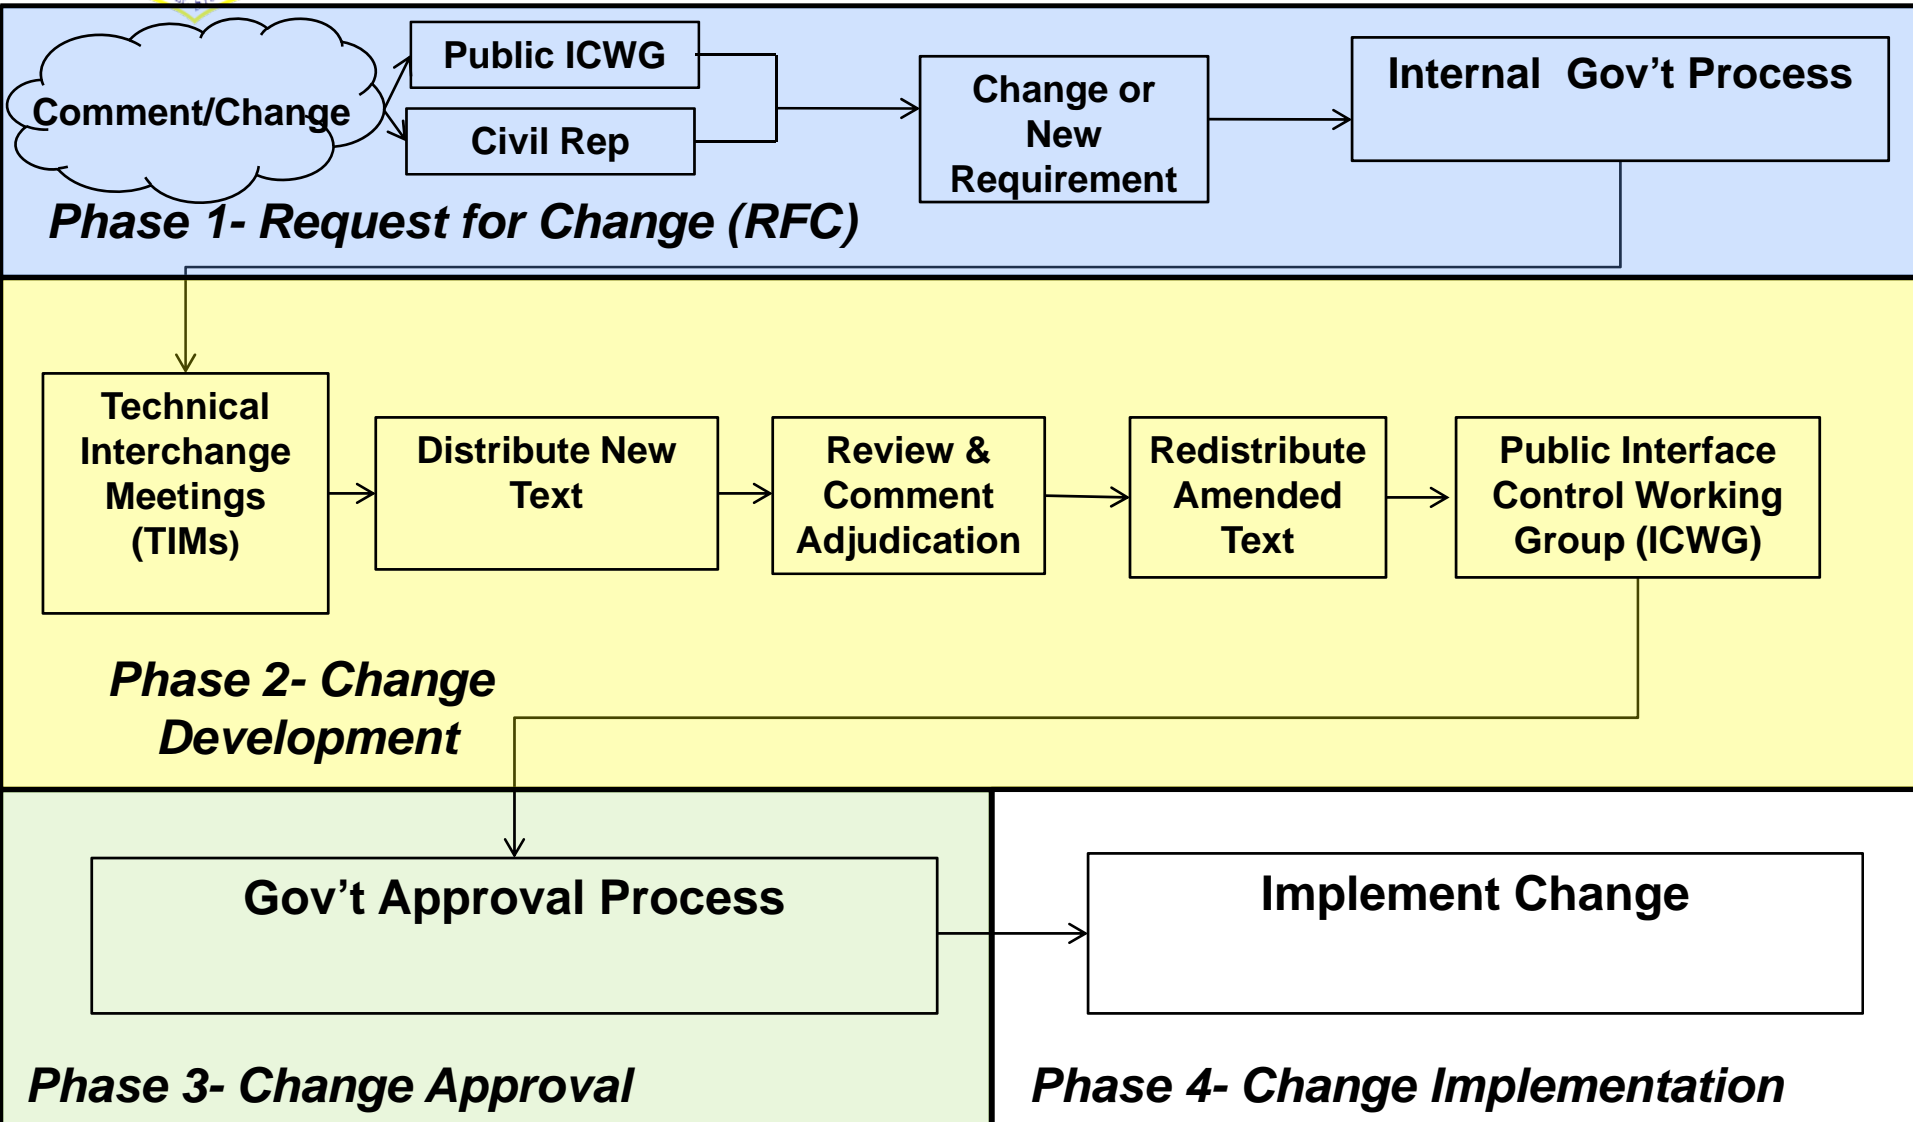 Comment/Change
Public ICWG
Civil Rep
Change or
New
Requirement
Internal Gov’t Process
Phase 1- Request for Change (RFC)
Technical
Interchange
Meetings
(TIMs)
Distribute New
Text
Review &
Comment
Adjudication
Redistribute
Amended
Text
Public Interface
Control Working
Group (ICWG)
Phase 2- Change
Development
Gov’t Approval Process
Phase 3- Change Approval
Implement Change
Phase 4- Change Implementation